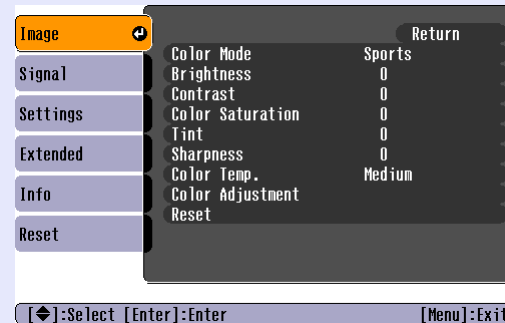 Image
Signal
Settings
Extended
Info
Reset
Return
Color Mode Sports
Brightness 0
Contrast 0
Color Saturation 0
Tint 0
Sharpness 0
Color Temp. Medium
Color Adjustment
Reset
[◆]:Select [Enter]:Enter [Menu]:Exit